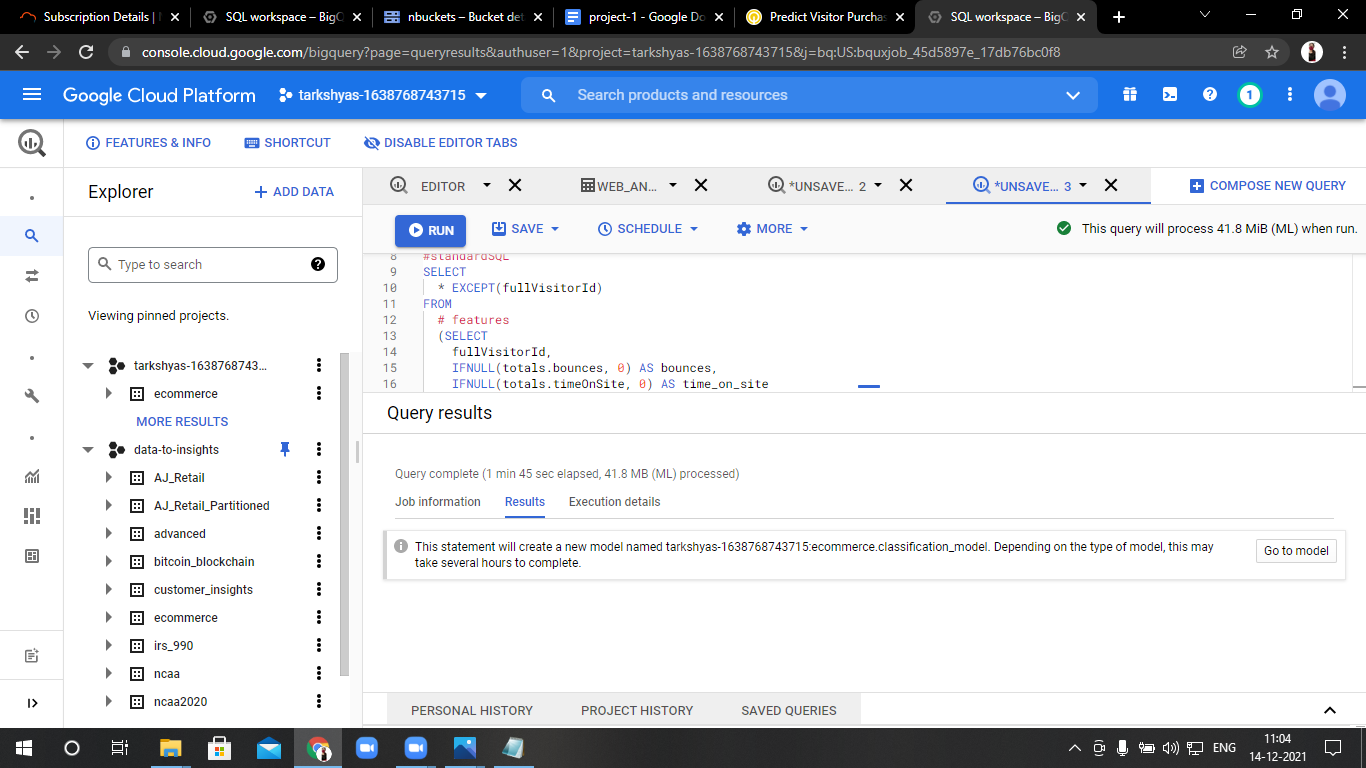 Subscription Details | N
SQL workspace – BigQ
nbuckets – Bucket det
project-1 - Google Do
Predict Visitor Purchas
SQL workspace – BigQ
console.cloud.google.com/bigquery?page=queryresults&authuser=1&project=tarkshyas-1638768743715&j=bq:US:bquxjob_45d5897e_17db76bc0f8
Google Cloud Platform
tarkshyas-1638768743715
Search products and resources
1
FEATURES & INFO
SHORTCUT
DISABLE EDITOR TABS
Explorer
+ ADD DATA
EDITOR
WEB_AN...
*UNSAVE... 2
*UNSAVE... 3
COMPOSE NEW QUERY
RUN
SAVE
SCHEDULE
MORE
This query will process 41.8 MiB (ML) when run.
Type to search
Viewing pinned projects.
tarkshyas-1638768743...
ecommerce
MORE RESULTS
data-to-insights
AJ_Retail
AJ_Retail_Partitioned
advanced
bitcoin_blockchain
customer_insights
ecommerce
irs_990
ncaa
ncaa2020
8 #standardSQL
9 SELECT
10 * EXCEPT(fullVisitorId)
11 FROM
12 # features
13 (SELECT
14 fullVisitorId,
15 IFNULL(totals.bounces, 0) AS bounces,
16 IFNULL(totals.timeOnSite, 0) AS time_on_site
Query results
Query complete (1 min 45 sec elapsed, 41.8 MB (ML) processed)
Job information
Results
Execution details
This statement will create a new model named tarkshyas-1638768743715:ecommerce.classification_model. Depending on the type of model, this may
take several hours to complete.
Go to model
PERSONAL HISTORY
PROJECT HISTORY
SAVED QUERIES
ENG
11:04
14-12-2021